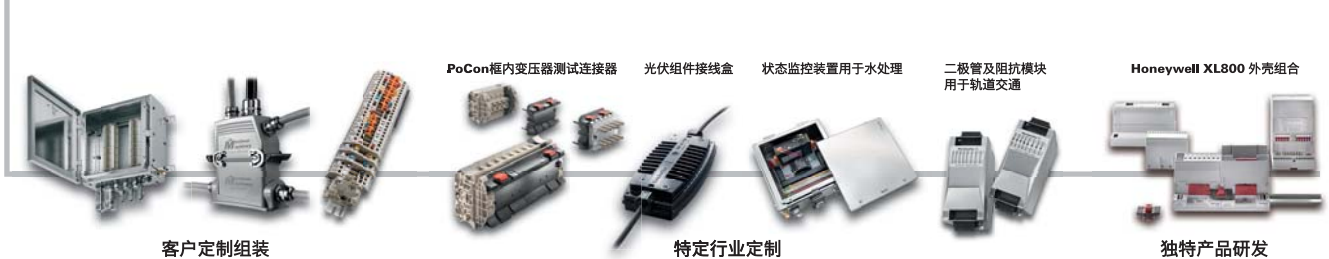 PoCon框内变压器测试连接器
光伏组件接线盒
状态监控装置用于水处理
二极管及阻抗模块
用于轨道交通
Honeywell XL800 外壳组合
客户定制组装
特定行业定制
独特产品研发